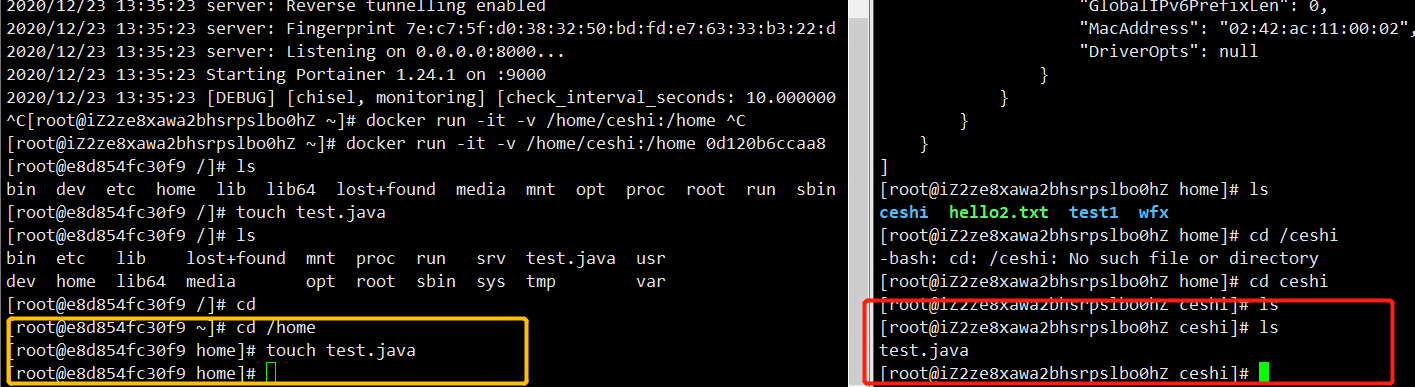 2020/12/23 13:35:23 server: Reverse tunnelling enabled
2020/12/23 13:35:23 server: Fingerprint 7e:c7:5f:d0:38:32:50:bd:fd:e7:63:33:b3:22:d
2020/12/23 13:35:23 server: Listening on 0.0.0.0:8000...
2020/12/23 13:35:23 Starting Portainer 1.24.1 on :9000
2020/12/23 13:35:23 [DEBUG] [chisel, monitoring] [check_interval_seconds: 10.000000
^C[root@iZ2ze8xawa2bhsrpslbo0hZ ~]# docker run -it -v /home/ceshi:/home ^C
[root@iZ2ze8xawa2bhsrpslbo0hZ ~]# docker run -it -v /home/ceshi:/home 0d120b6ccaa8
[root@e8d854fc30f9 /]# ls
bin  dev  etc  home  lib  lib64  lost+found  media  mnt  opt  proc  root  run  sbin
[root@e8d854fc30f9 /]# touch test.java
[root@e8d854fc30f9 /]# ls
bin  etc   lib    lost+found  mnt  proc  run   srv  test.java  usr
dev  home  lib64  media       opt  root  sbin  sys  tmp        var
[root@e8d854fc30f9 /]# cd
[root@e8d854fc30f9 ~]# cd /home
[root@e8d854fc30f9 home]# touch test.java
[root@e8d854fc30f9 home]#
"GlobalIPv6PrefixLen": 0,
"MacAddress": "02:42:ac:11:00:02",
"DriverOpts": null
}
}
}
}
]
[root@iZ2ze8xawa2bhsrpslbo0hZ home]# ls
ceshi  hello2.txt  test1  wfx
[root@iZ2ze8xawa2bhsrpslbo0hZ home]# cd /ceshi
-bash: cd: /ceshi: No such file or directory
[root@iZ2ze8xawa2bhsrpslbo0hZ home]# cd ceshi
[root@iZ2ze8xawa2bhsrpslbo0hZ ceshi]# ls
[root@iZ2ze8xawa2bhsrpslbo0hZ ceshi]# ls
test.java
[root@iZ2ze8xawa2bhsrpslbo0hZ ceshi]#